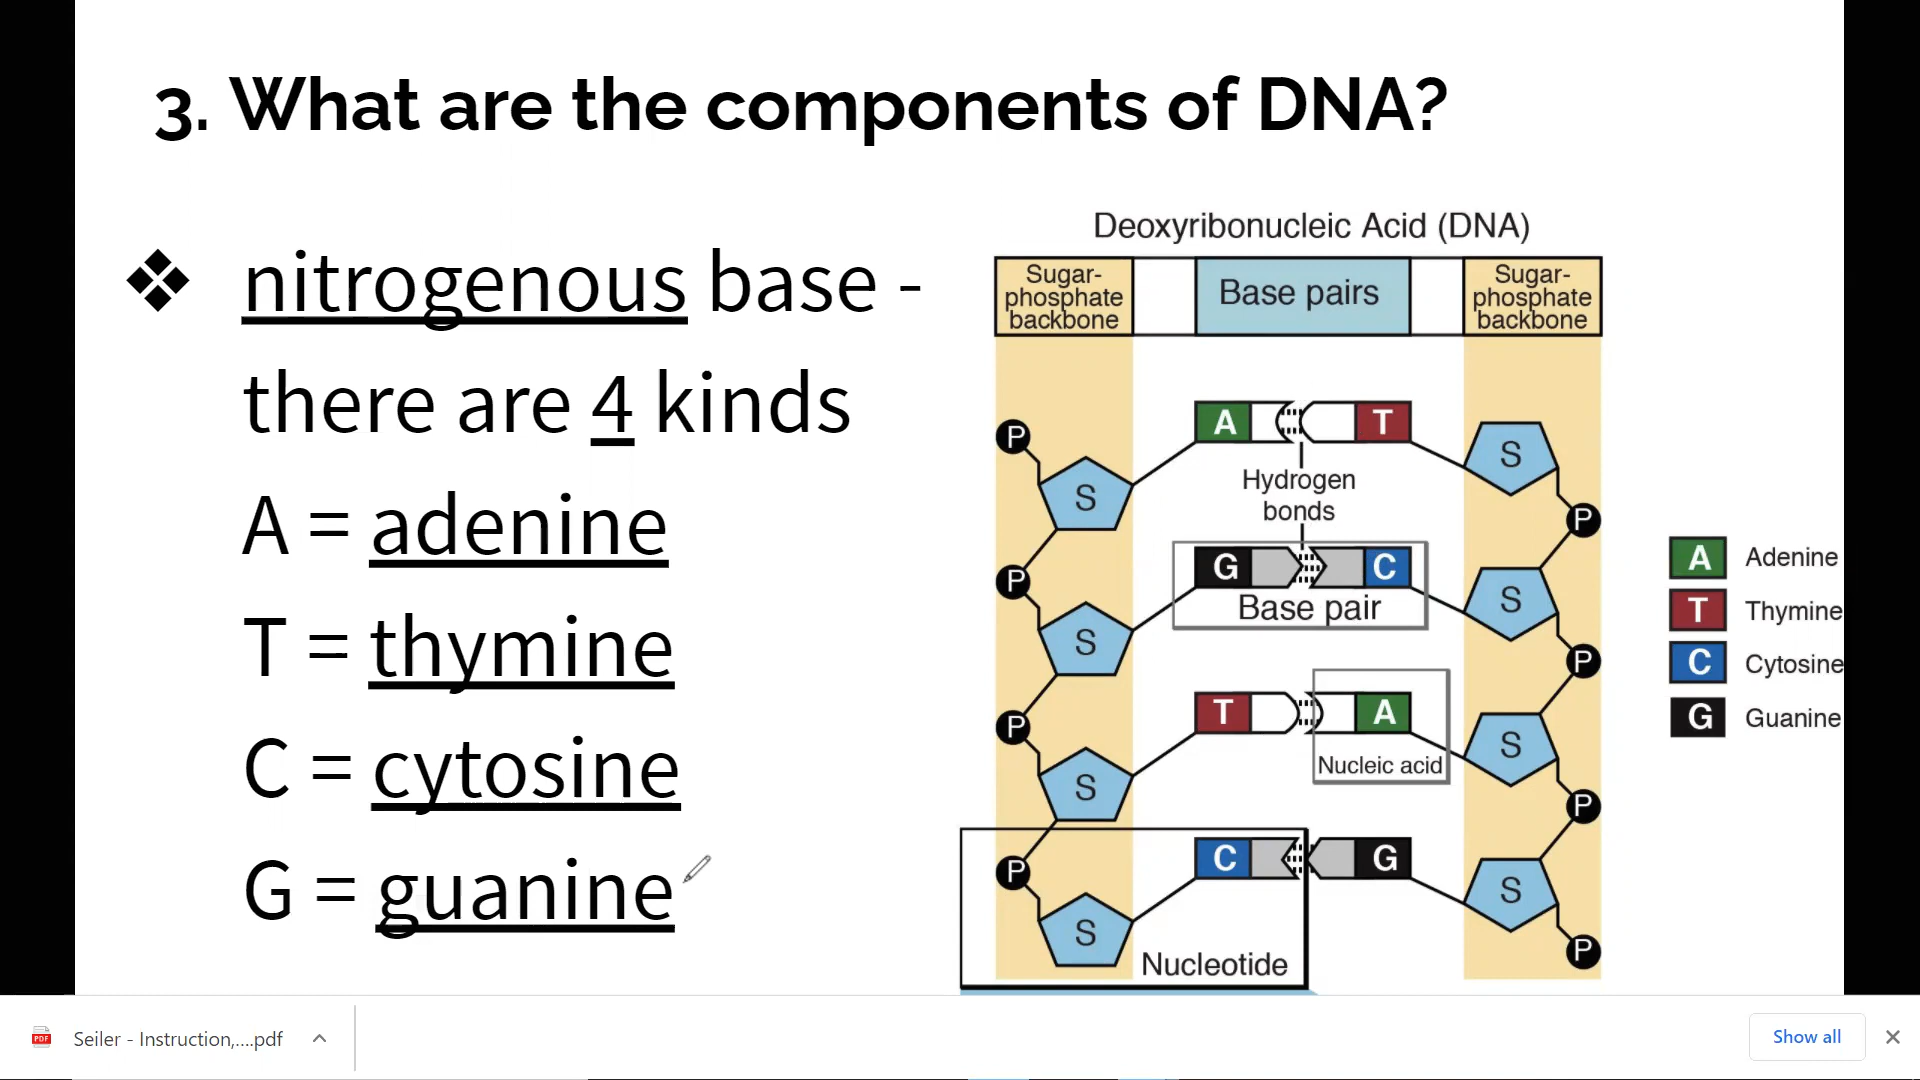 3. What are the components of DNA?
❖ nitrogenous base -
there are 4 kinds
A = adenine
T = thymine
C = cytosine
G = guanine
Deoxyribonucleic Acid (DNA)
Sugar-
phosphate
backbone
Base pairs
Sugar-
phosphate
backbone
A T
P
S
S
Hydrogen
bonds
P
G C
Base pair
P
S
S
P
T A
Nucleic acid
P
S
S
P
C G
P
S
S
Nucleotide
P
A Adenine
T Thymine
C Cytosine
G Guanine
PDF Seiler - Instruction,....pdf
Show all